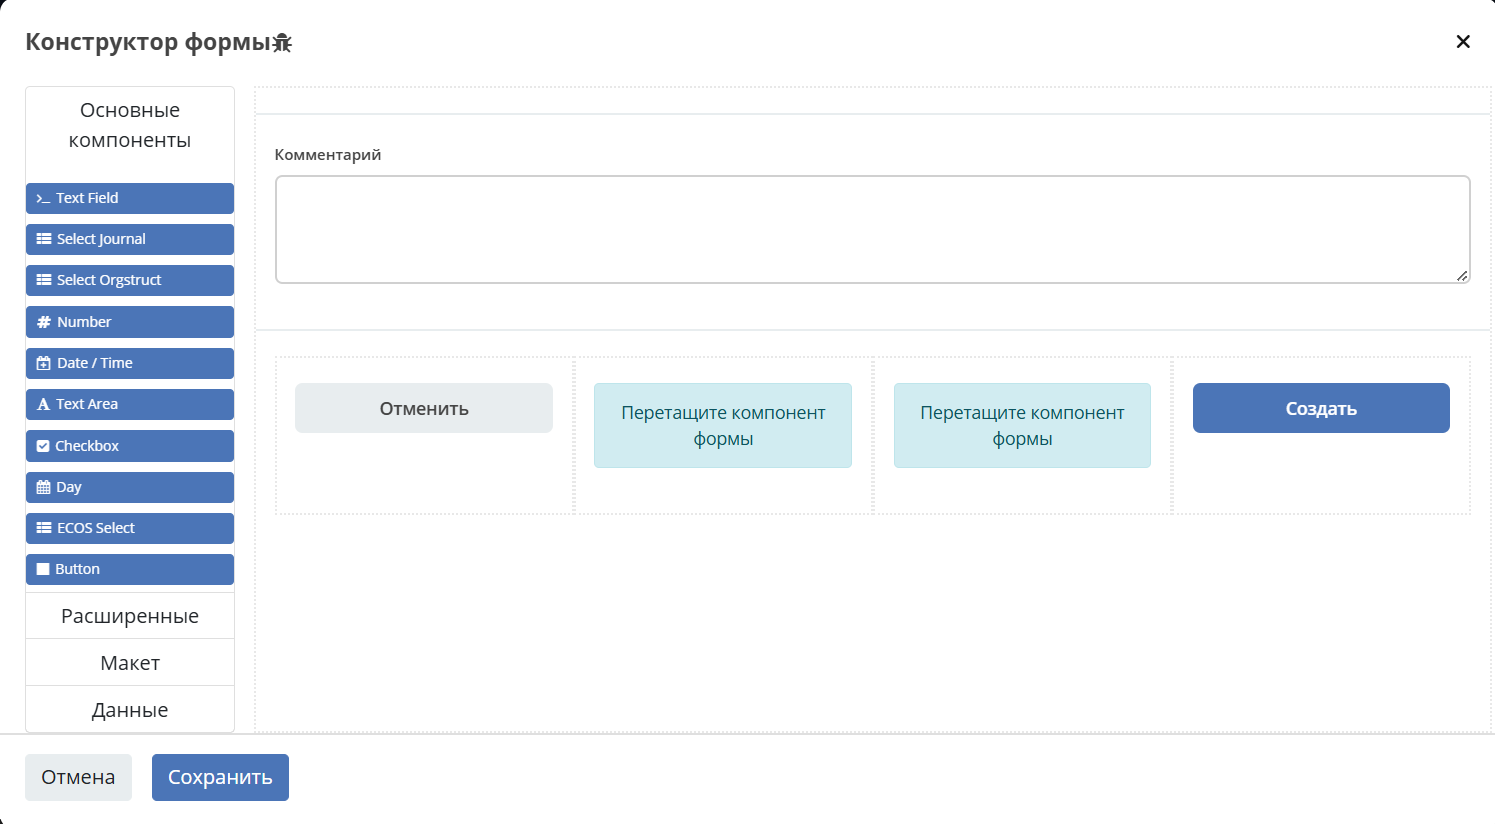 Конструктор формы
Основные
компоненты
Text Field
Select Journal
Select Orgstruct
Number
Date / Time
Text Area
Checkbox
Day
ECOS Select
Button
Расширенные
Макет
Данные
Комментарий
Отменить
Перетащите компонент
формы
Перетащите компонент
формы
Создать
Отмена
Сохранить